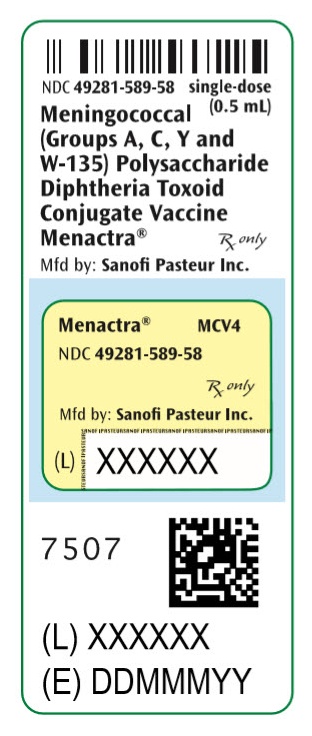 NDC 49281-589-58 single-dose
Meningococcal (0.5 mL)
(Groups A, C, Y and
W-135) Polysaccharide
Diphtheria Toxoid
Conjugate Vaccine
Menactra® Rx only
Mfd by: Sanofi Pasteur Inc.
Menactra® MCV4
NDC 49281-589-58
Rx only
Mfd by: Sanofi Pasteur Inc.
(L) XXXXXX
7507
(L) XXXXXX
(E) DDMMMYY